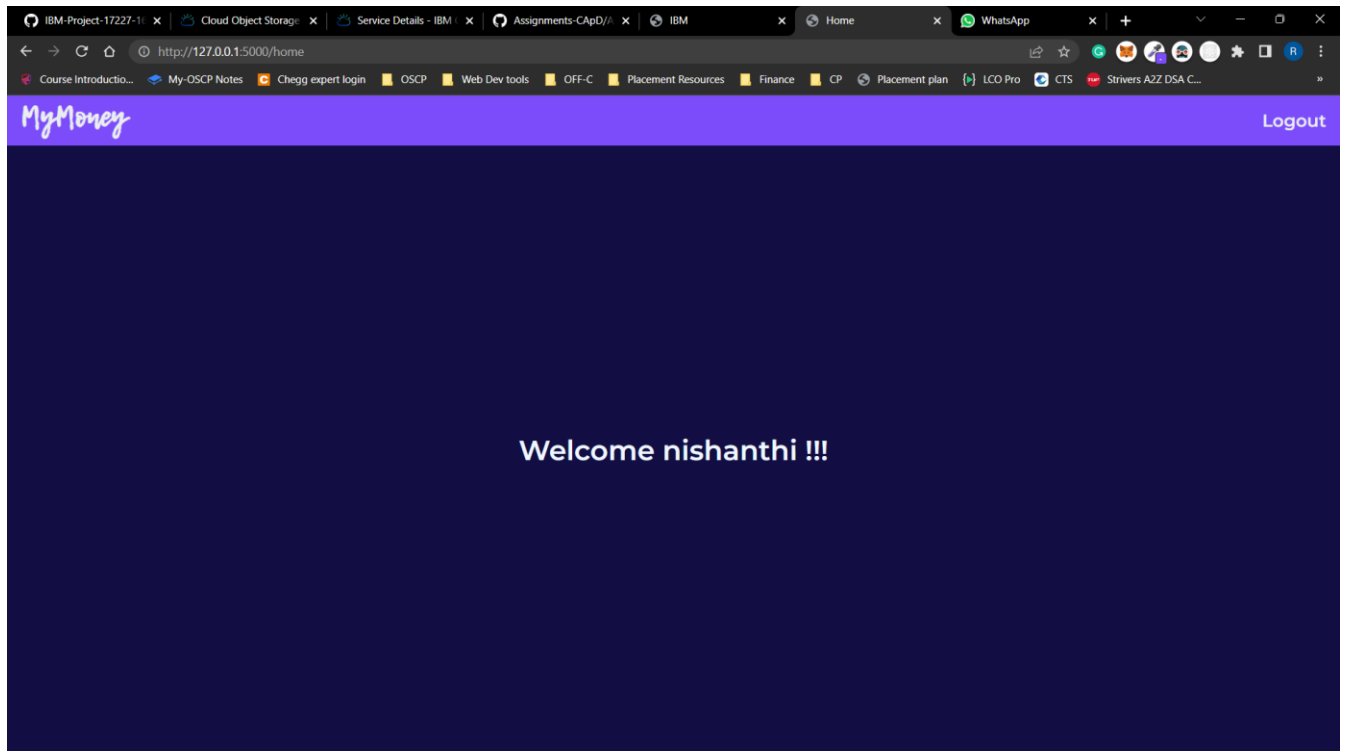 IBM-Project-17227-16 Cloud Object Storage Service Details - IBM C Assignments-CApD/A IBM Home WhatsApp
http://127.0.0.1:5000/home R
Course Introductio... My-OSCP Notes Chegg expert login OSCP Web Dev tools OFF-C Placement Resources Finance CP Placement plan LCO Pro CTS Strivers A2Z DSA C... »
MyMoney Logout
Welcome nishanthi !!!